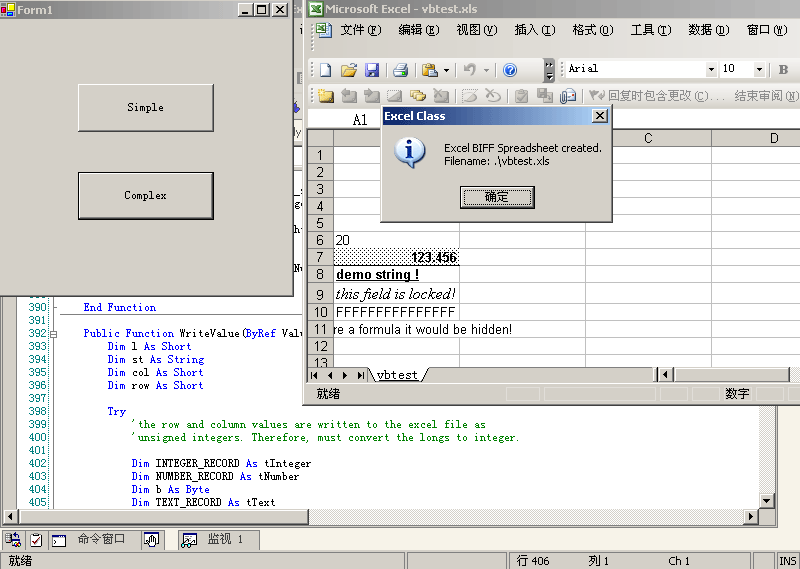 Form1
Simple
Complex
Microsoft Excel - vbtest.xls
文件(F) 编辑(E) 视图(V) 插入(I) 格式(O) 工具(T) 数据(D) 窗口(W)
Arial 10 B
回复时包含更改(C)... 结束审阅(N)
A1
C D
Excel Class
Excel BIFF Spreadsheet created.
Filename: .\vbtest.xls
确定
1
2
3
4
5
6 20
7 123.456
8 demo string !
9 this field is locked!
10 FFFFFFFFFFFFFFF
11 re a formula it would be hidden!
12
13
vbtest
就绪 数字
390 End Function
391
392 Public Function WriteValue(ByRef Valu
393 Dim l As Short
394 Dim st As String
395 Dim col As Short
396 Dim row As Short
397
398 Try
399 'the row and column values are written to the excel file as
400 'unsigned integers. Therefore, must convert the longs to integer.
401
402 Dim INTEGER_RECORD As tInteger
403 Dim NUMBER_RECORD As tNumber
404 Dim b As Byte
405 Dim TEXT_RECORD As tText
命令窗口 监视 1
就绪 行 406 列 1 Ch 1 INS